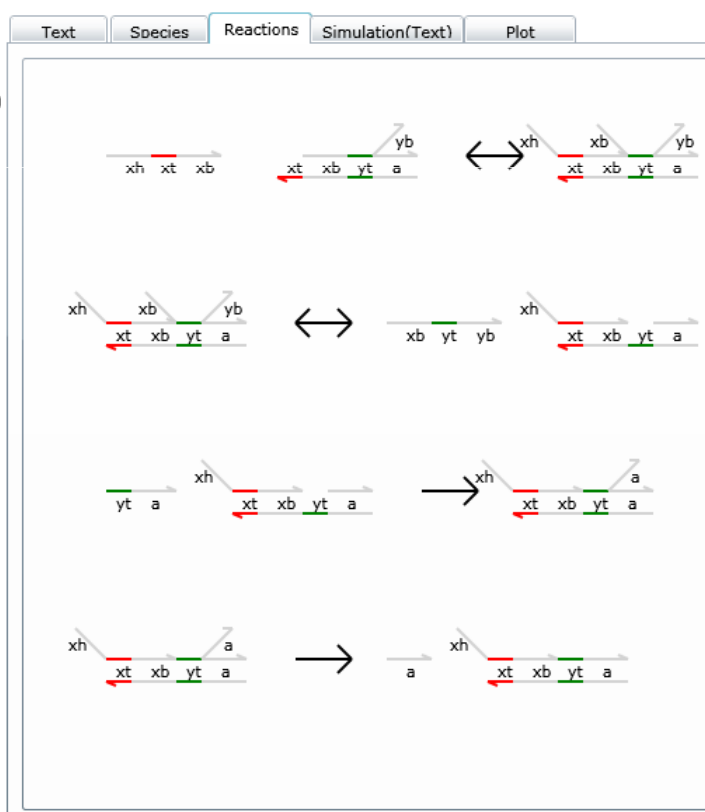 Text Species Reactions Simulation(Text) Plot
yb xh xb yb
xh xt xb xt xb yt a xt xb yt a
xh xb yb xh
xt xb yt a xb yt yb xt xb yt a
xh xh a
yt a xt xb yt a xt xb yt a
xh a xh
xt xb yt a a xt xb yt a